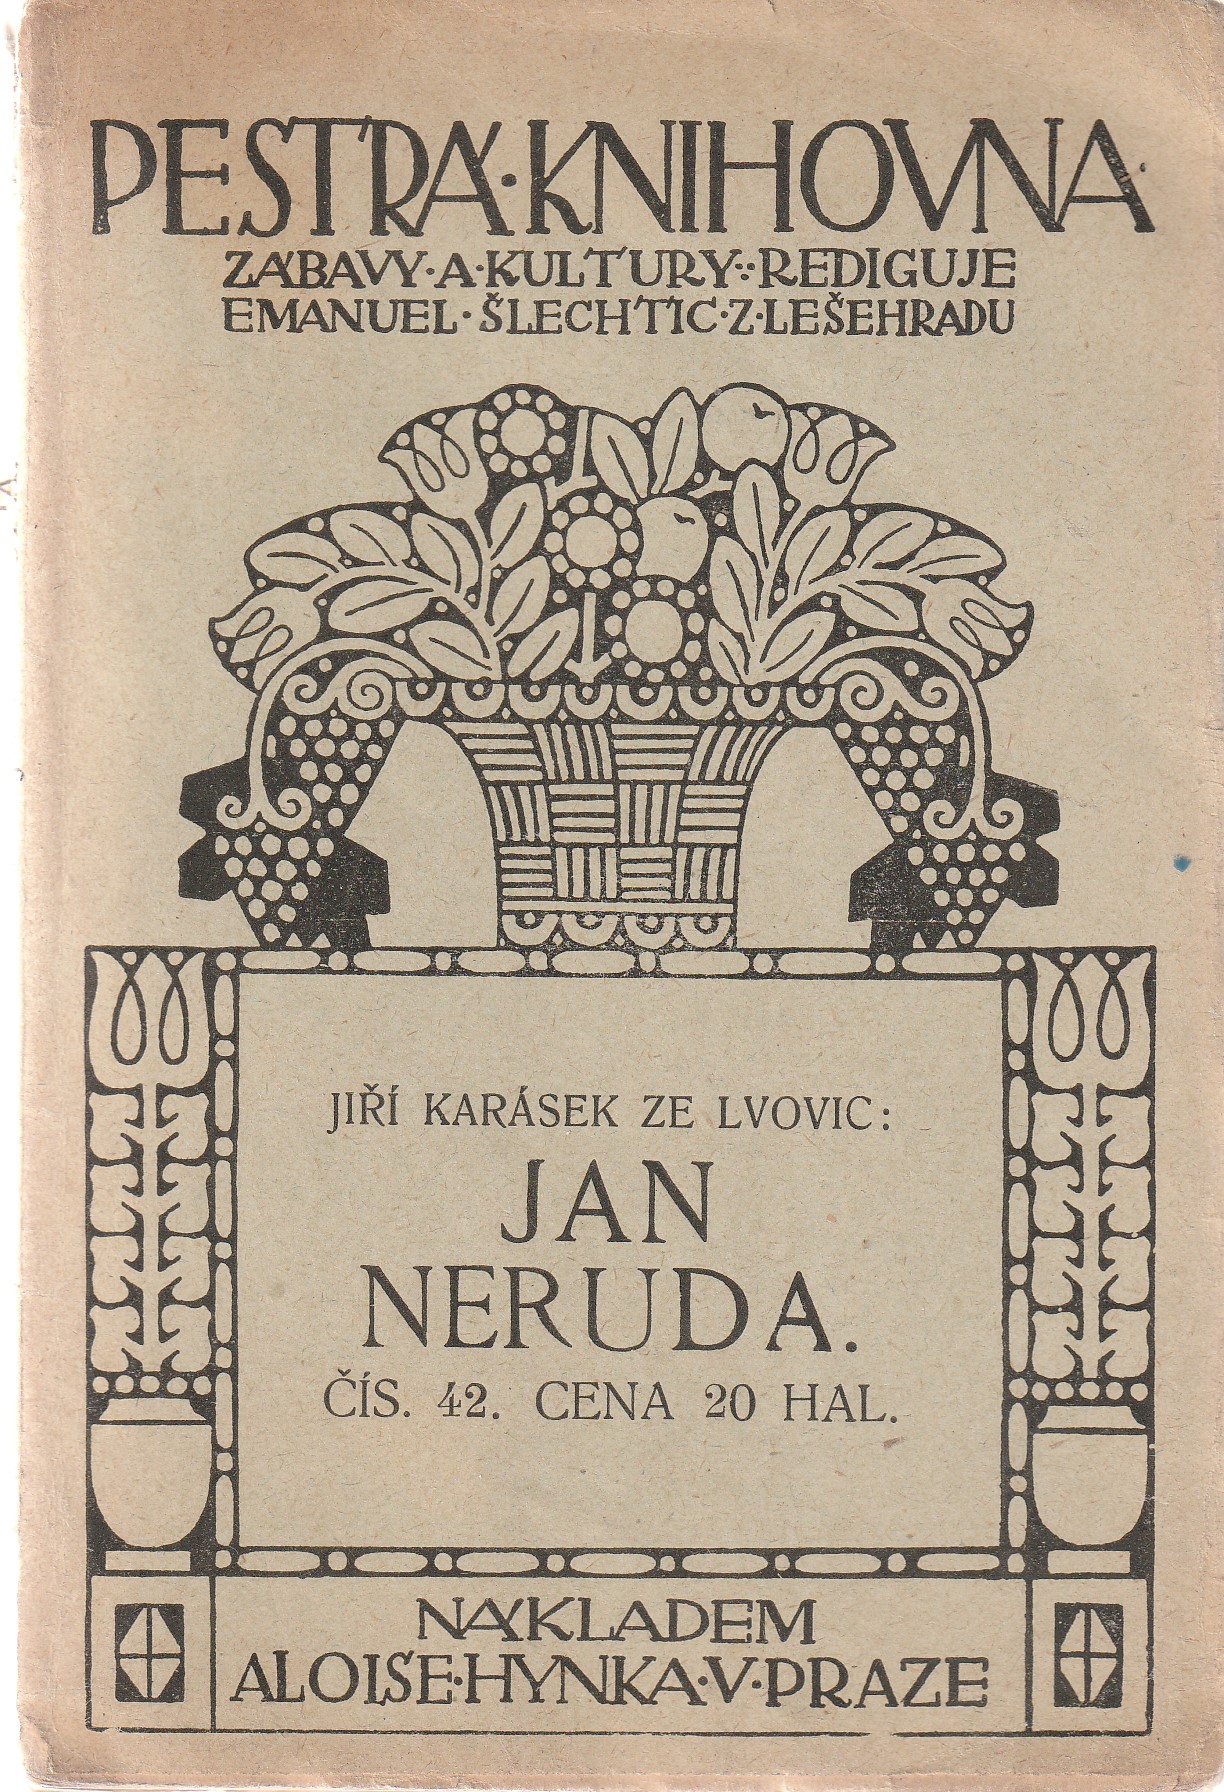 PESTRÁ·KNIHOVNA
ZÁBAVY·A·KULTURY:·REDIGUJE
EMANUEL·ŠLECHTIC·Z·LEŠEHRADU
JIŘÍ KARÁSEK ZE LVOVIC:
JAN
NERUDA.
ČÍS. 42. CENA 20 HAL.
NÁKLADEM
ALOISE·HYNKA·V·PRAZE